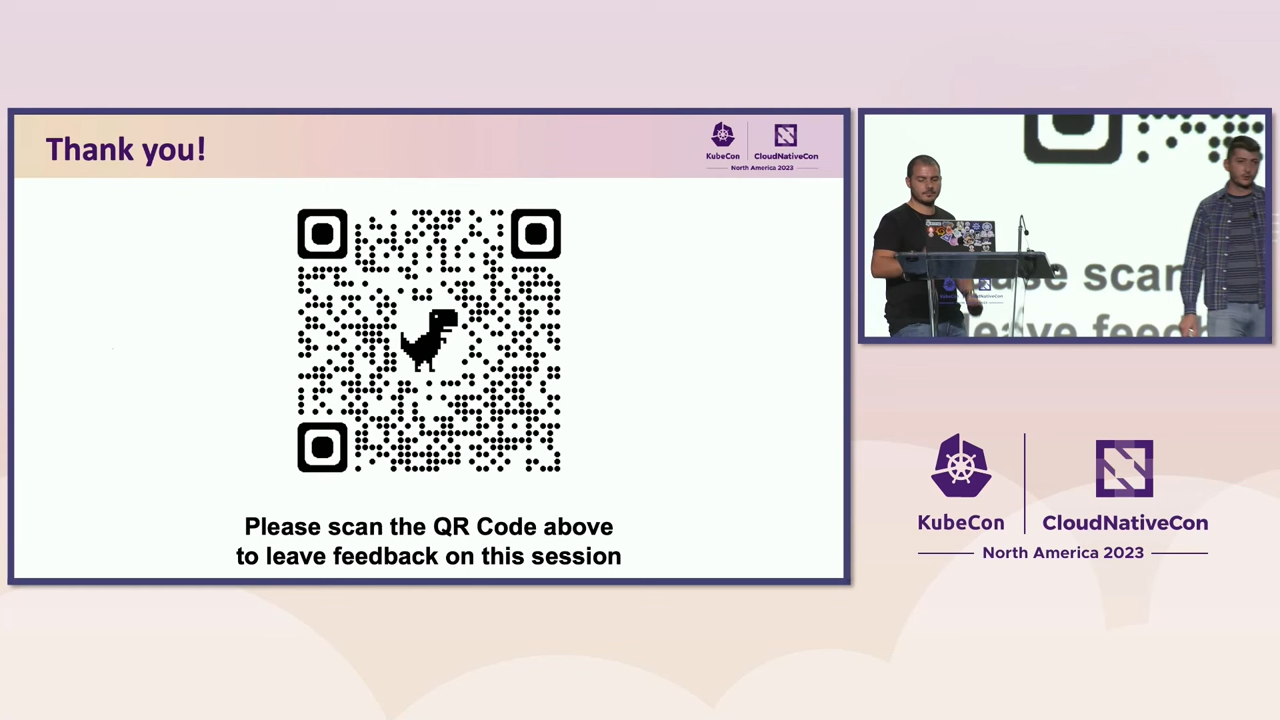 Thank you!
KubeCon
CloudNativeCon
North America 2023
Please scan the QR Code above
to leave feedback on this session
KubeCon
CloudNativeCon
North America 2023